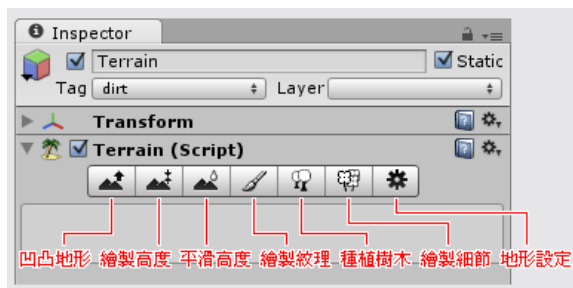 Inspector
Terrain
Static
Tag dirt Layer
Transform
Terrain (Script)
凹凸地形 繪製高度 平滑高度 繪製紋理 種植樹木 繪製細節 地形設定